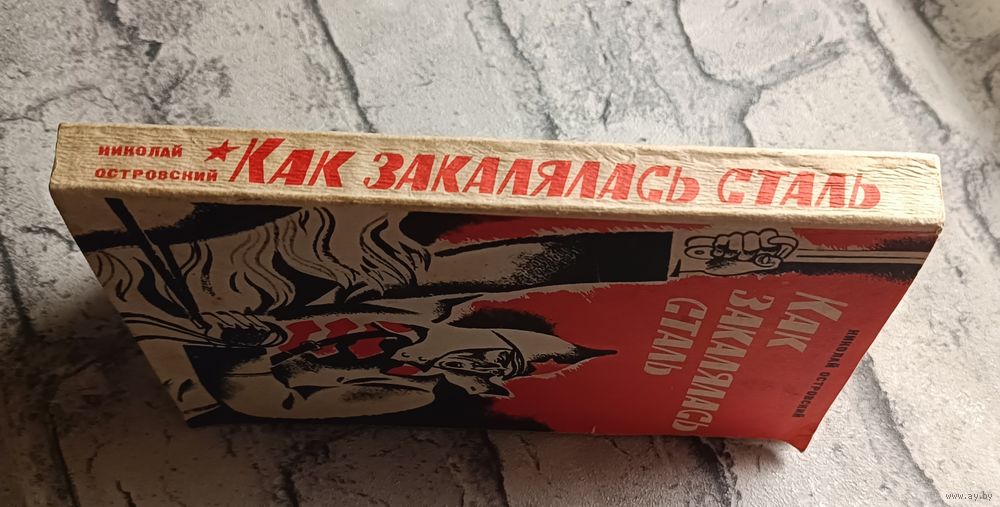 НИКОЛАЙ
ОСТРОВСКИЙ
КАК ЗАКАЛЯЛАСЬ СТАЛЬ
НИКОЛАЙ ОСТРОВСКИЙ
КАК
ЗАКАЛЯЛАСЬ
СТАЛЬ
www.ay.by